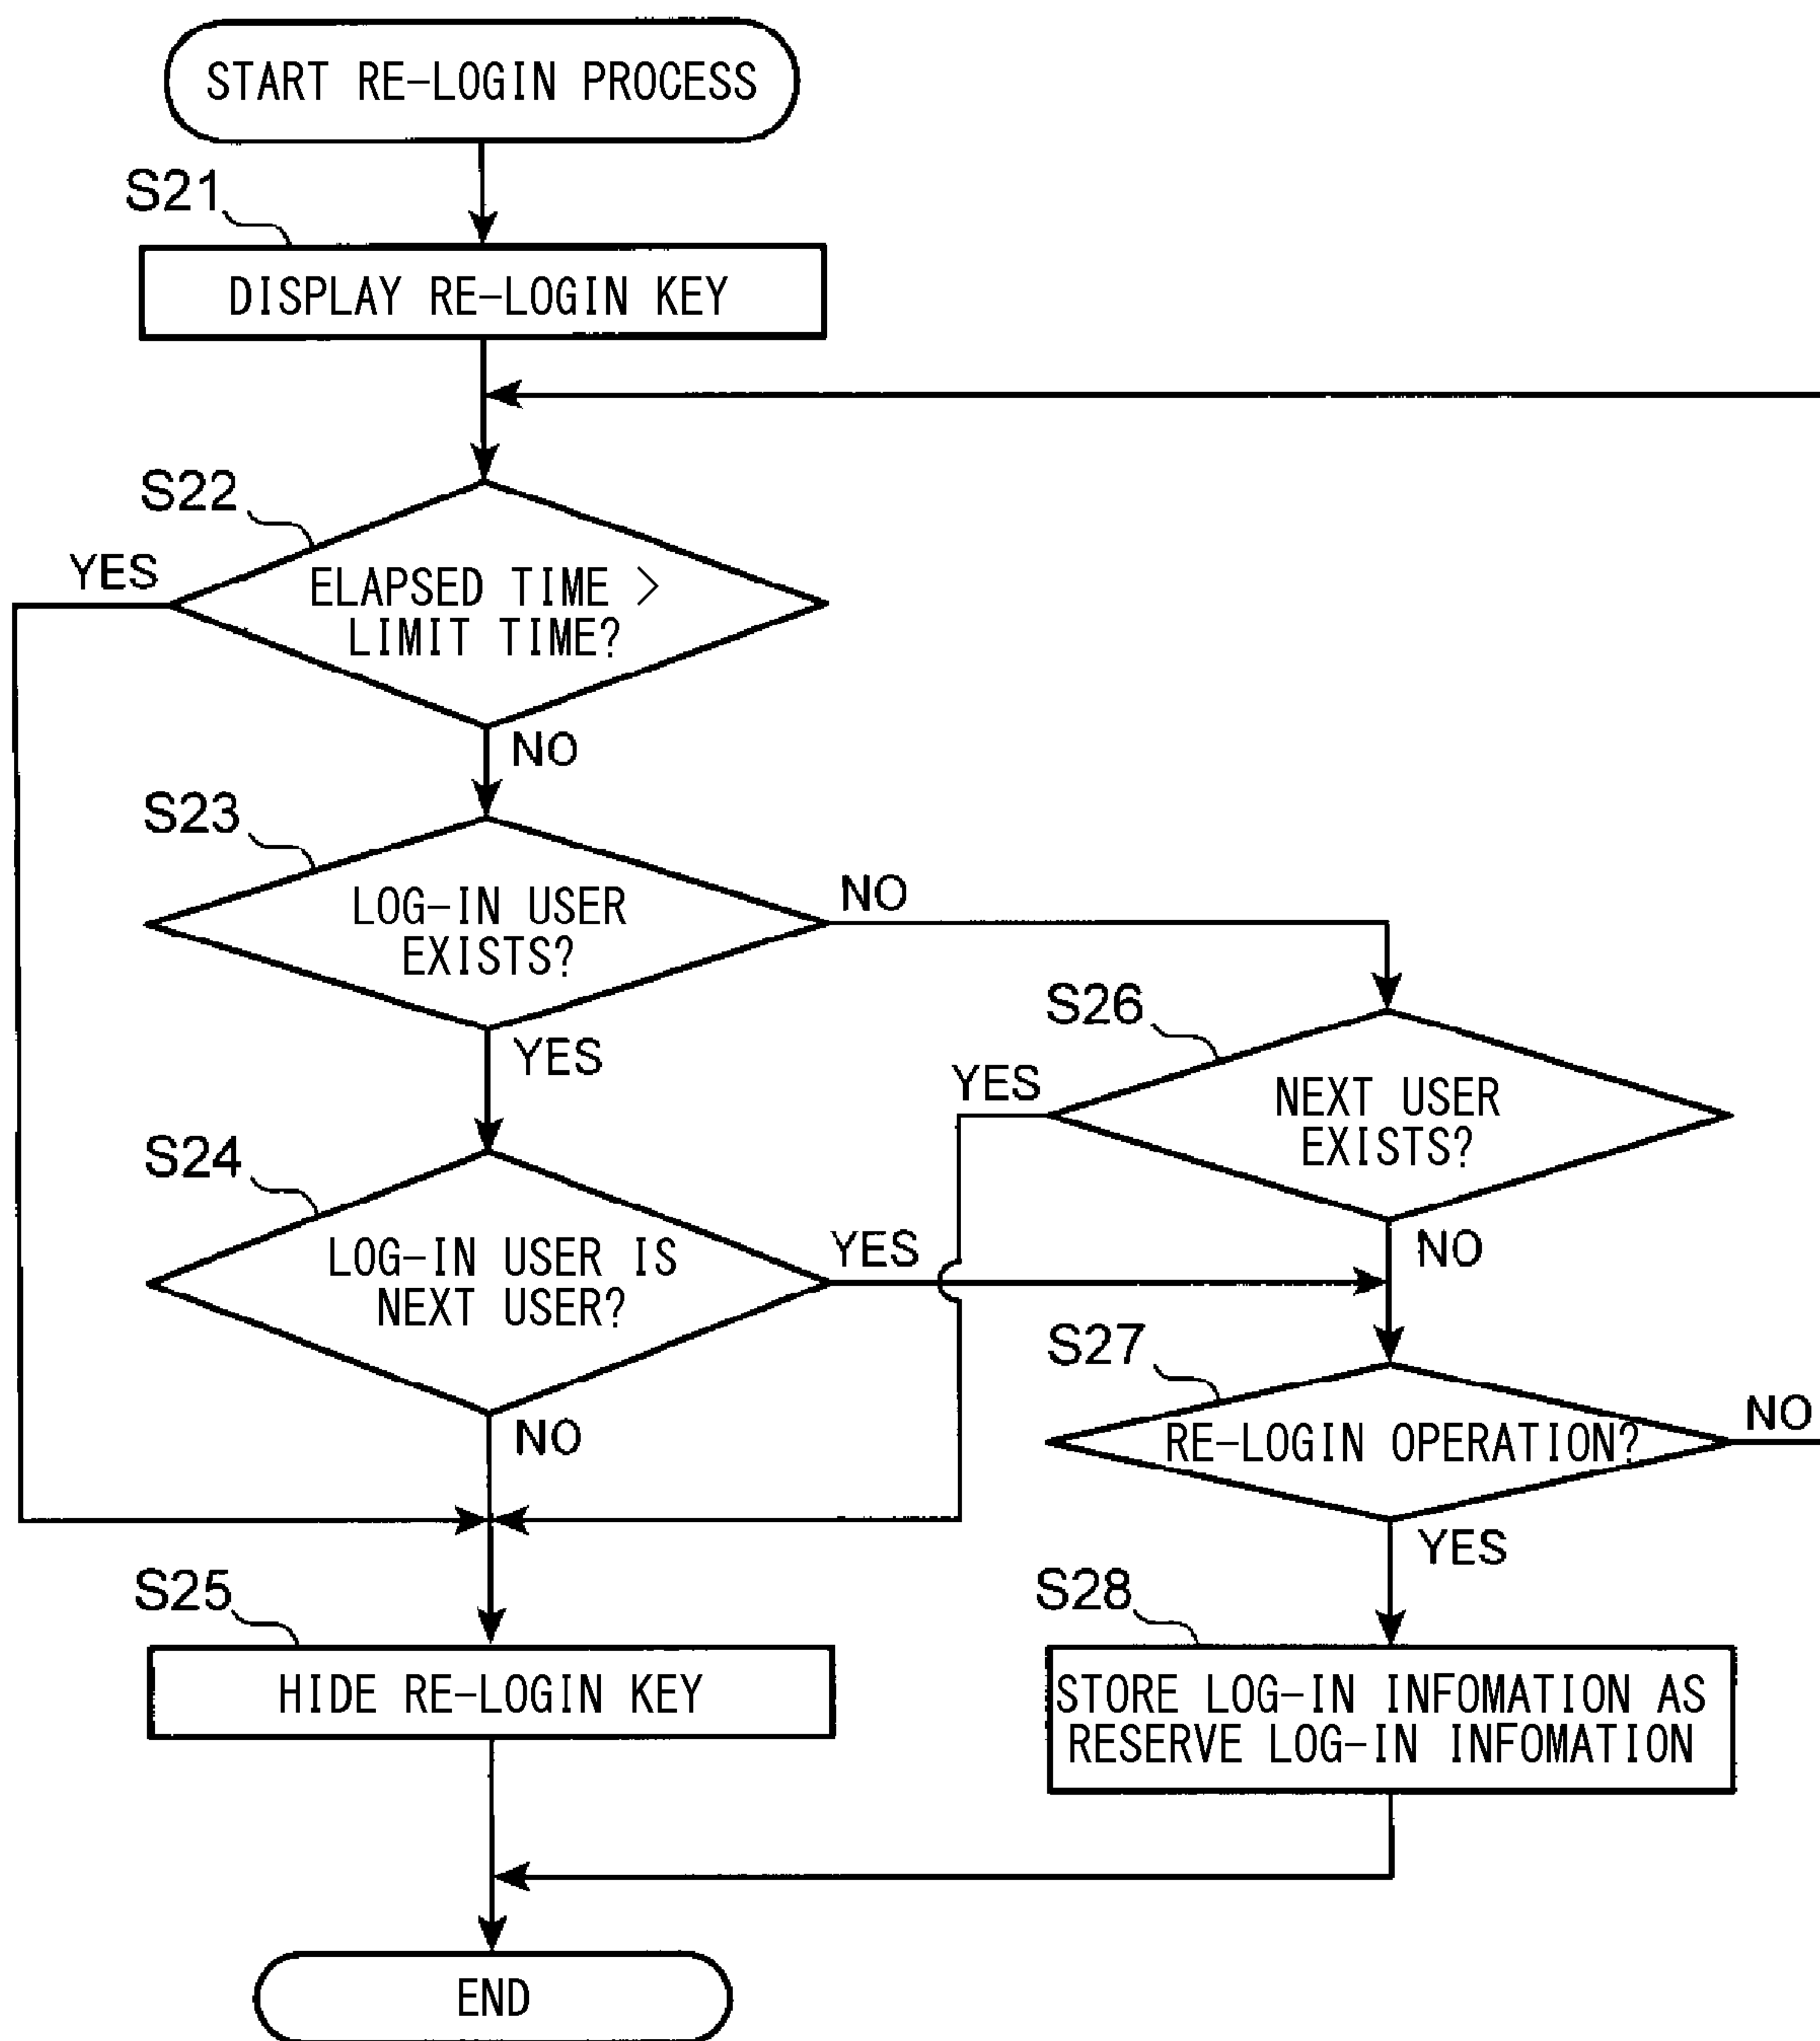 START RE-LOGIN PROCESS
S21
DISPLAY RE-LOGIN KEY
S22
YES
ELAPSED TIME >
LIMIT TIME?
NO
S23
LOG-IN USER
EXISTS?
NO
YES
S26
YES
NEXT USER
EXISTS?
NO
S24
LOG-IN USER IS
NEXT USER?
YES
NO
S27
RE-LOGIN OPERATION?
NO
YES
S25
HIDE RE-LOGIN KEY
S28
STORE LOG-IN INFOMATION AS
RESERVE LOG-IN INFOMATION
END